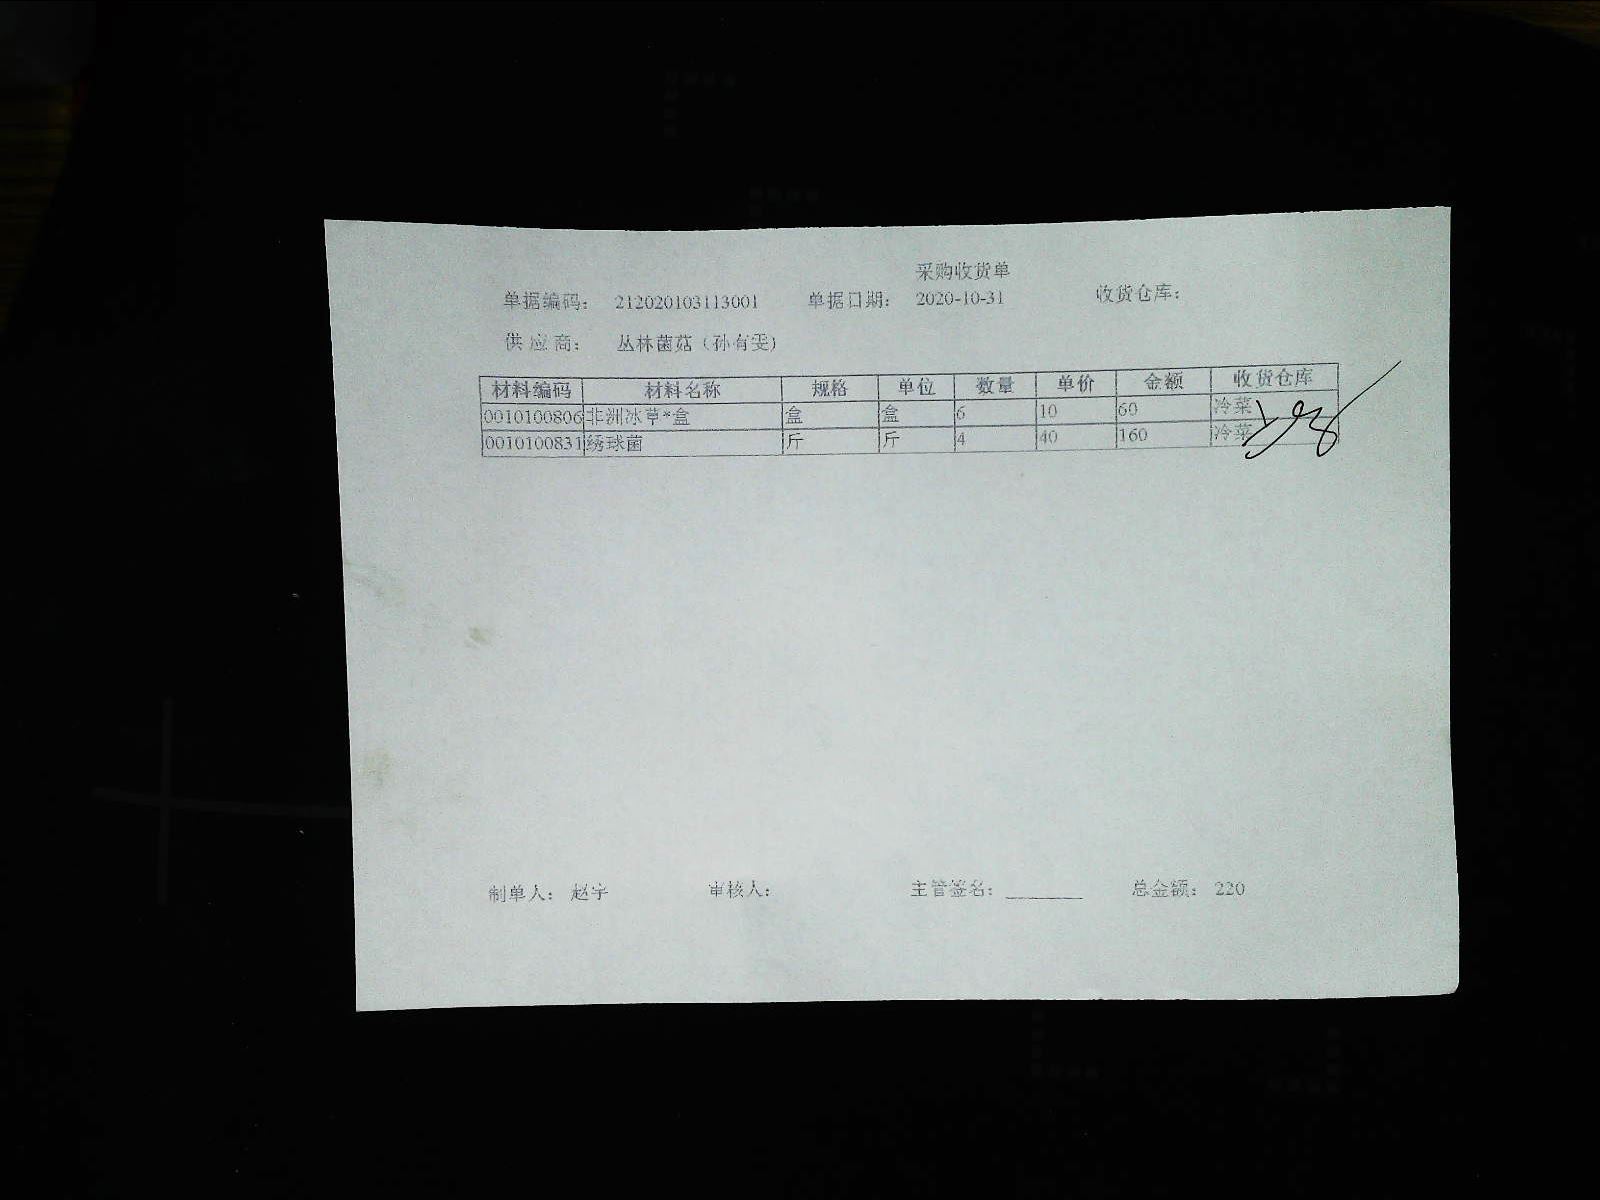 采购收货单
单据编码： 212020103113001 单据日期： 2020-10-31 收货仓库：
供应商： 丛林菌菇（孙有雯）
材料编码 材料名称 规格 单位 数量 单价 金额 收货仓库
0010100806 非洲冰草*盒 盒 盒 6 10 60 冷菜
0010100831 绣球菌 斤 斤 4 40 160 冷菜
制单人： 赵宇 审核人： 主管签名： 总金额： 220